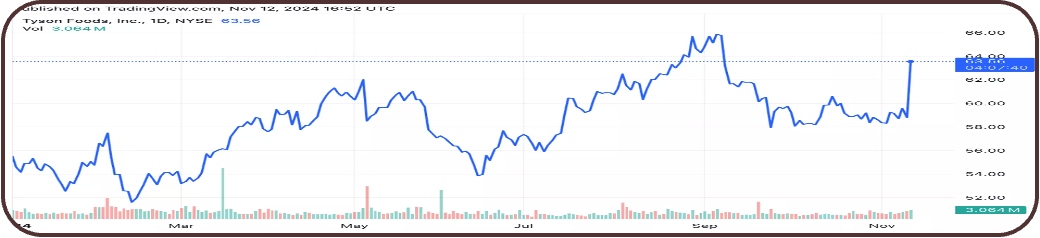 ublished on TradingView.com, Nov 12, 2024 16:52 UTC
Tyson Foods, Inc., 1D, NYSE 63.56
Vol 3.064 M
66.00
64.00
63.56
04:07:40
62.00
60.00
58.00
56.00
54.00
52.00
3.064 M
Mar May Jul Sep Nov